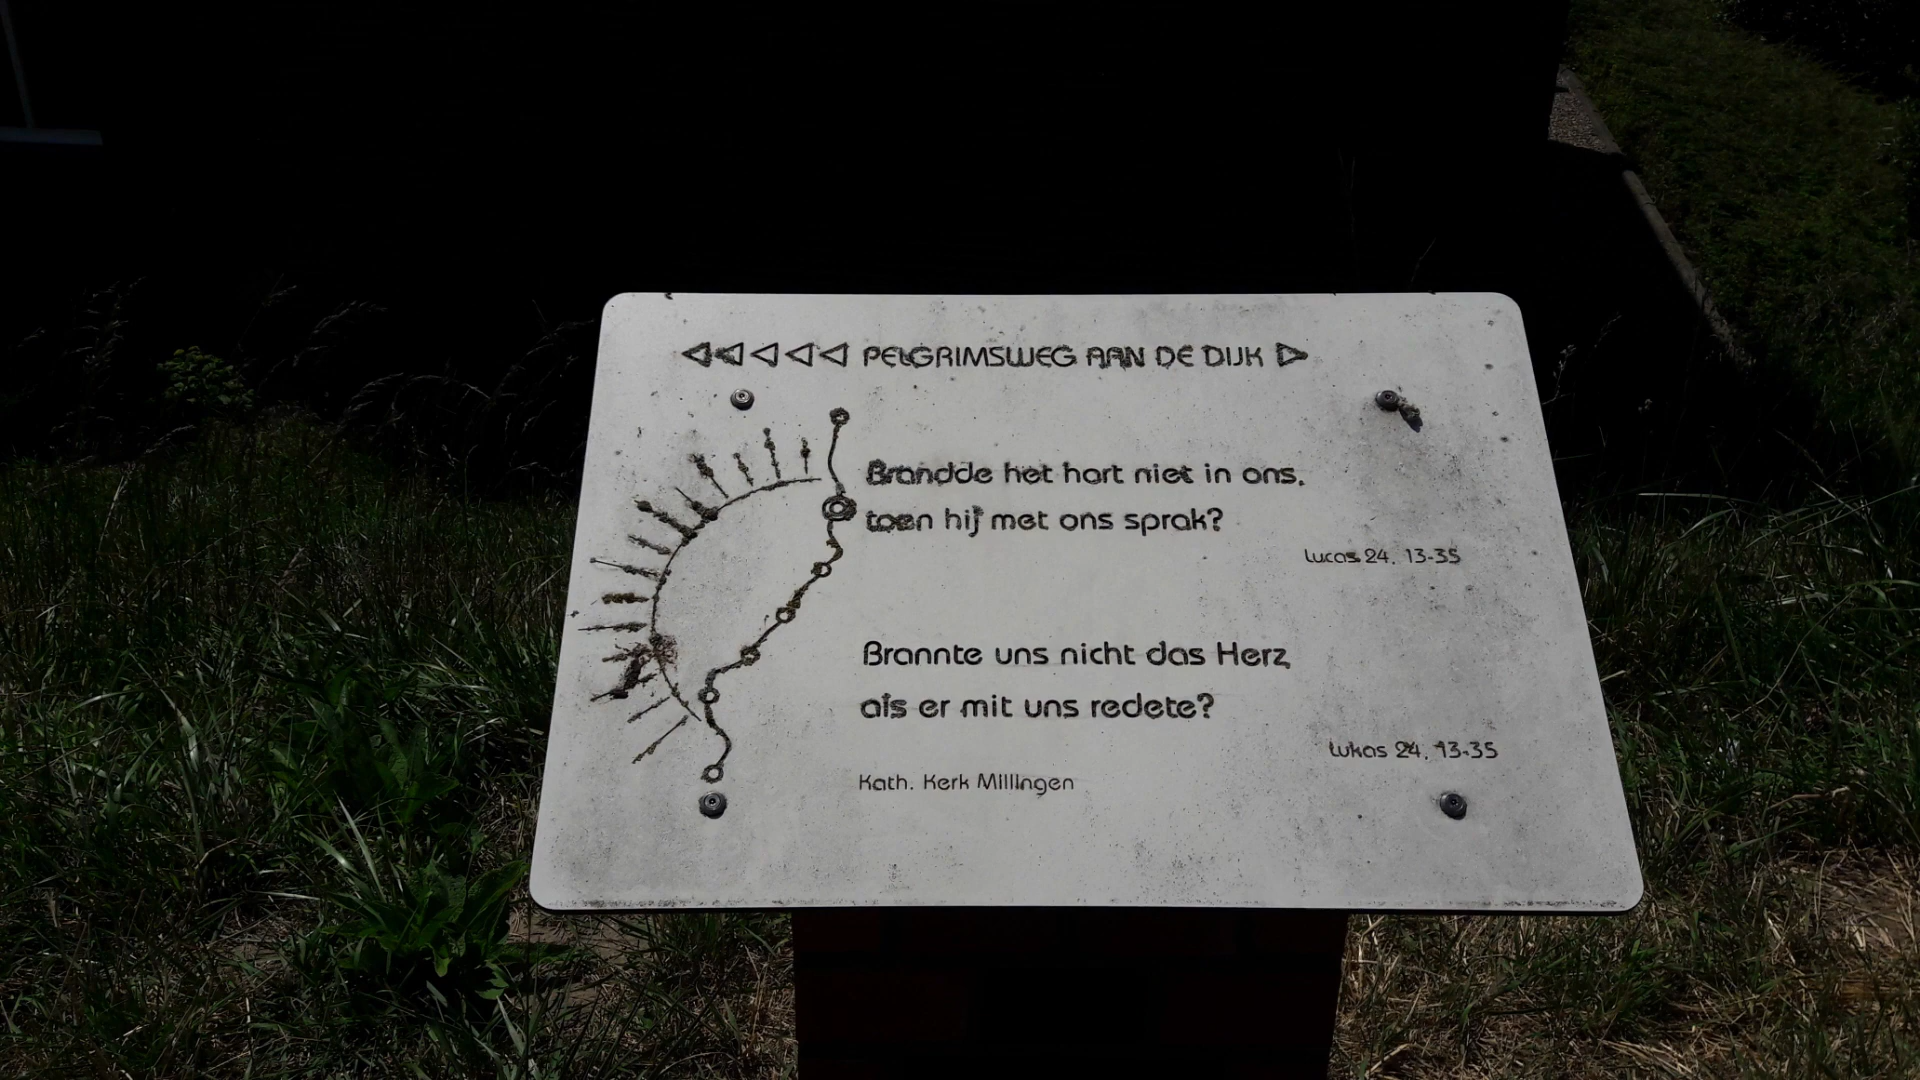 PELGRIMSWEG AAN DE DIJK
Brandde het hart niet in ons,
toen hij met ons sprak?
Lucas 24, 13-35
Brannte uns nicht das Herz
als er mit uns redete?
Lukas 24, 13-35
Kath. Kerk Millingen